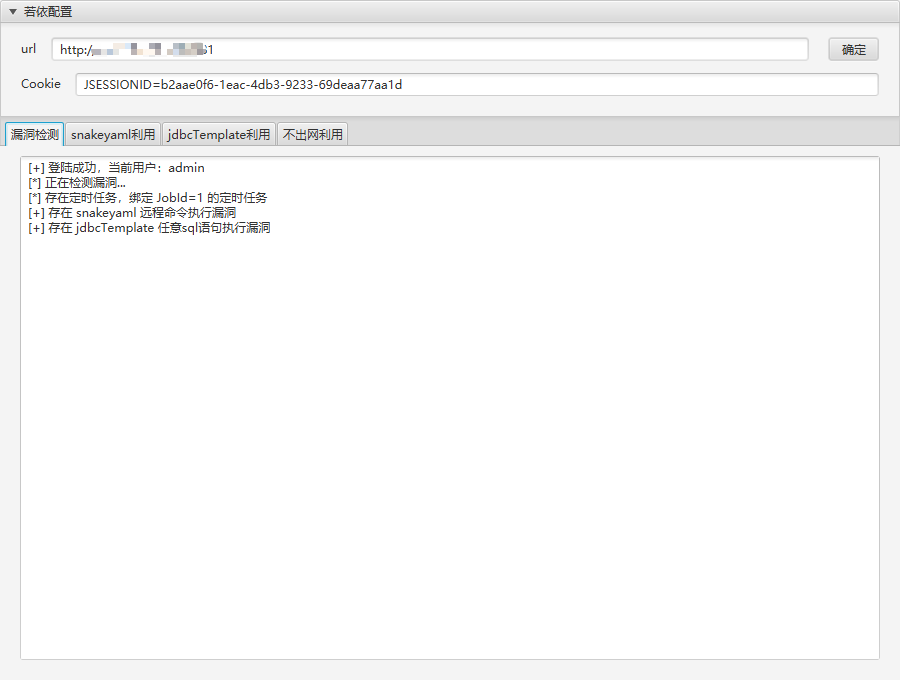 若依配置
url http:/
确定
Cookie JSESSIONID=b2aae0f6-1eac-4db3-9233-69deaa77aa1d
漏洞检测 snakeyaml利用 jdbcTemplate利用 不出网利用
[+] 登陆成功，当前用户：admin
[*] 正在检测漏洞...
[*] 存在定时任务，绑定 JobId=1 的定时任务
[+] 存在 snakeyaml 远程命令执行漏洞
[+] 存在 jdbcTemplate 任意sql语句执行漏洞